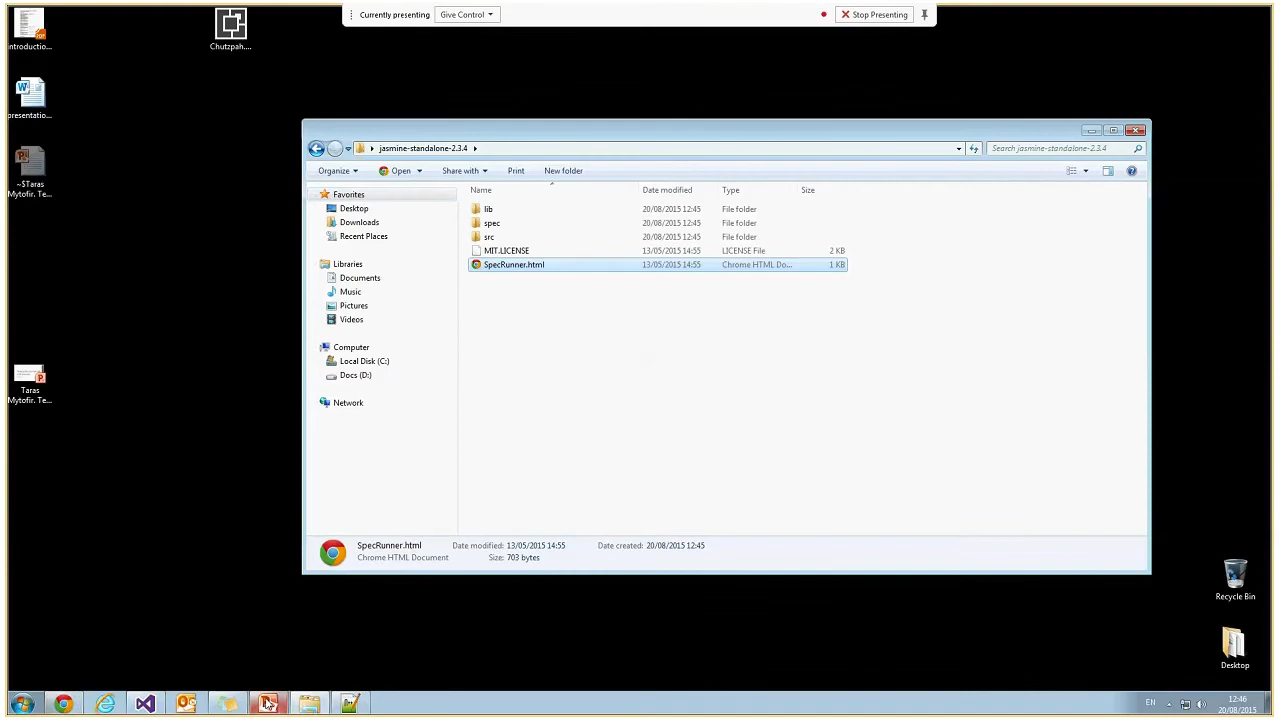 Currently presenting Give Control Stop Presenting
introductio...
Chutzpah....
presentatio...
~$Taras
Mytofir. Te...
Taras
Mytofir. Te...
jasmine-standalone-2.3.4
Search jasmine-standalone-2.3.4
Organize Open Share with Print New folder
Favorites
Desktop
Downloads
Recent Places
Libraries
Documents
Music
Pictures
Videos
Computer
Local Disk (C:)
Docs (D:)
Network
Name Date modified Type Size
lib 20/08/2015 12:45 File folder
spec 20/08/2015 12:45 File folder
src 20/08/2015 12:45 File folder
MIT.LICENSE 13/05/2015 14:55 LICENSE File 2 KB
SpecRunner.html 13/05/2015 14:55 Chrome HTML Do... 1 KB
SpecRunner.html Date modified: 13/05/2015 14:55 Date created: 20/08/2015 12:45
Chrome HTML Document Size: 703 bytes
Recycle Bin
Desktop
EN
12:46
20/08/2015